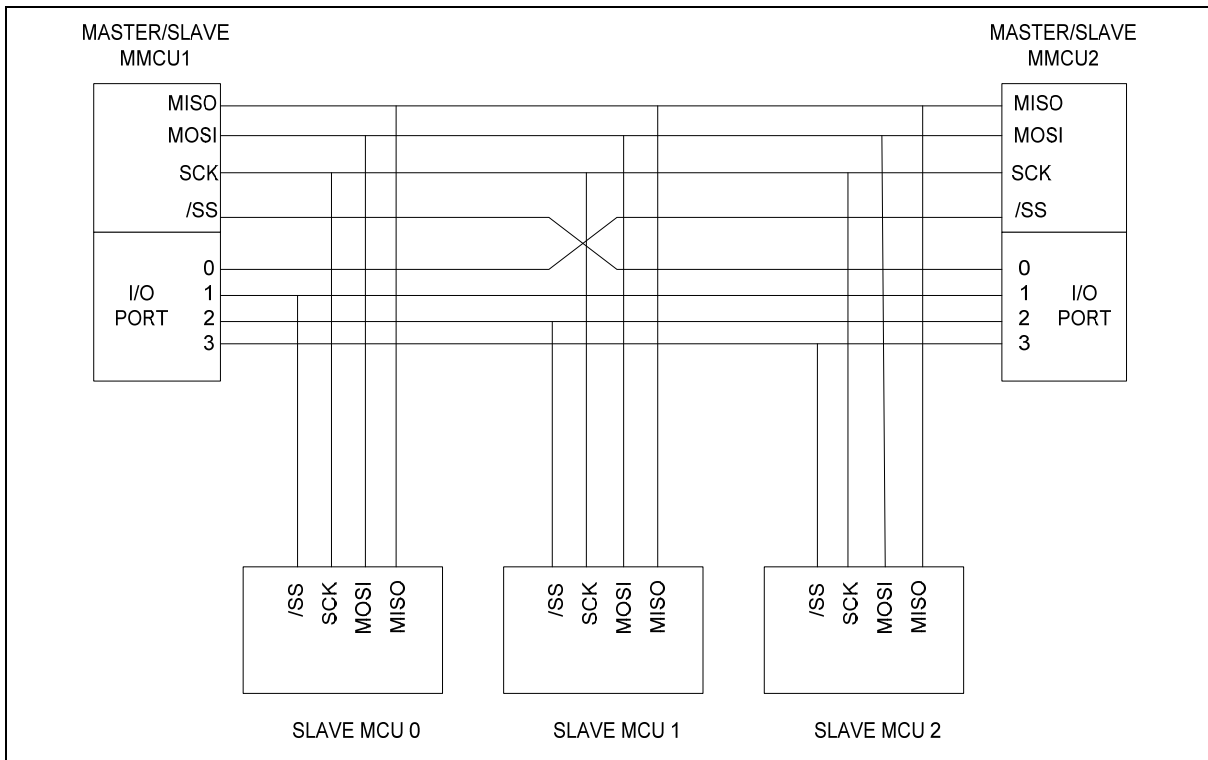 MASTER/SLAVE
MMCU1
MISO
MOSI
SCK
/SS
I/O
PORT
0
1
2
3
MASTER/SLAVE
MMCU2
MISO
MOSI
SCK
/SS
0
1
2
3
I/O
PORT
/SS
SCK
MOSI
MISO
SLAVE MCU 0
/SS
SCK
MOSI
MISO
SLAVE MCU 1
/SS
SCK
MOSI
MISO
SLAVE MCU 2